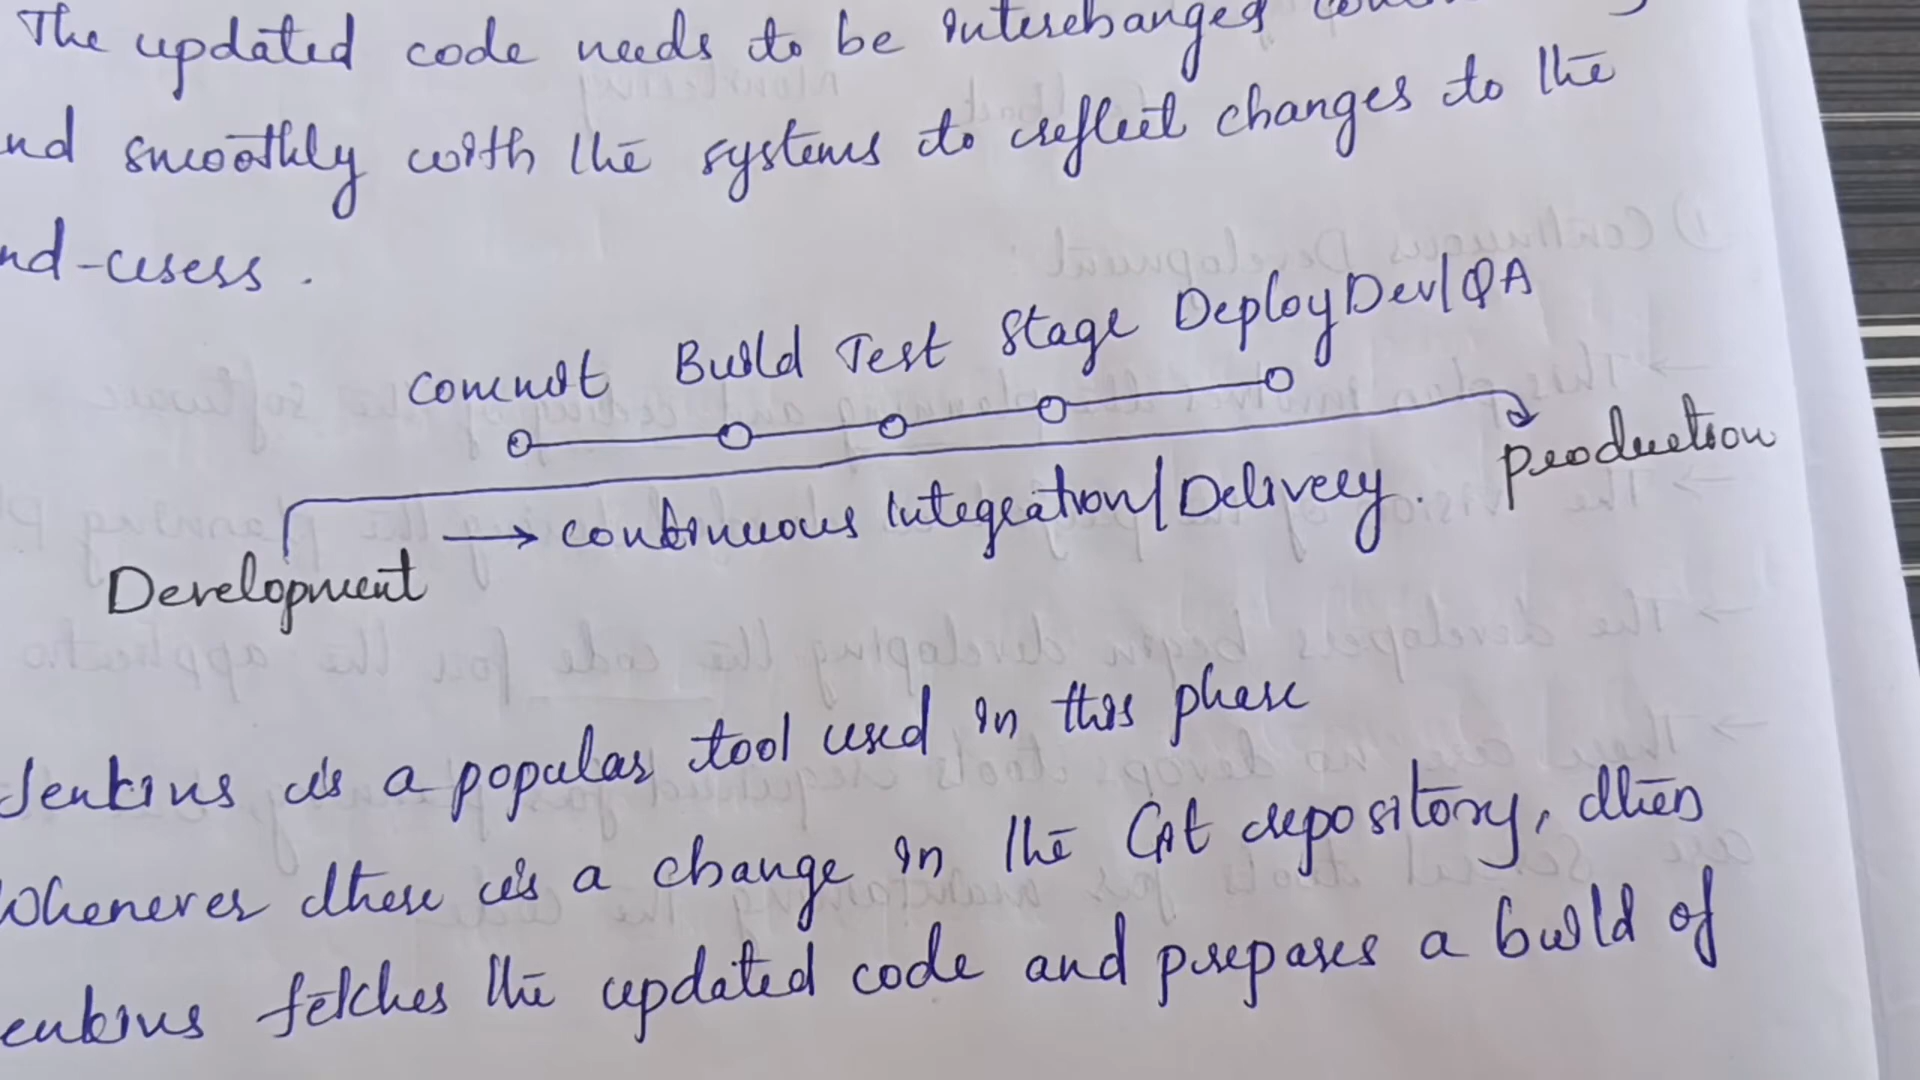 The updated code needs to be interchanged
nd smoothly with the systems to reflect changes to the
nd-users.
Commit Build Test Stage Deploy Dev/QA
Production
→ continuous Integration/Delivery.
Development
Jenkins is a popular tool used in this phase
Whenever there is a change in the Git repository, then
enkins fetches the updated code and prepares a build of